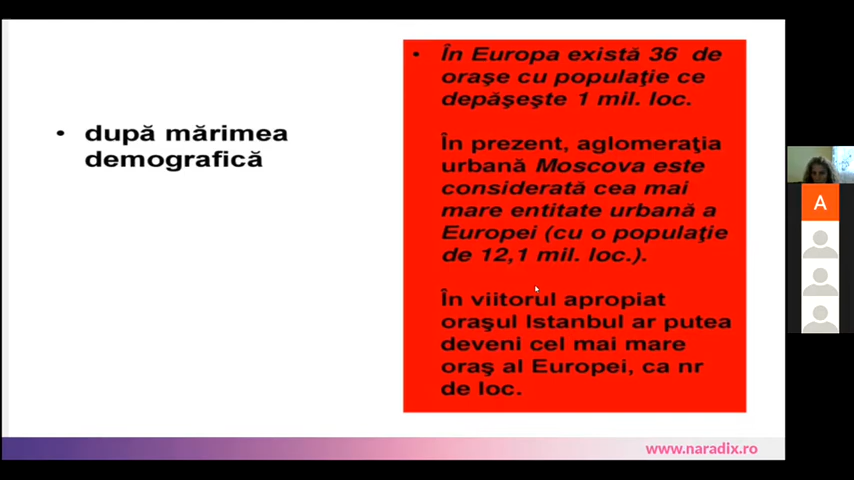 • după mărimea
demografică
• În Europa există 36 de
oraşe cu populaţie ce
depăşeşte 1 mil. loc.
În prezent, aglomeraţia
urbană Moscova este
considerată cea mai
mare entitate urbană a
Europei (cu o populaţie
de 12,1 mil. loc.).
În viitorul apropiat
oraşul Istanbul ar putea
deveni cel mai mare
oraş al Europei, ca nr
de loc.
A
www.naradix.ro